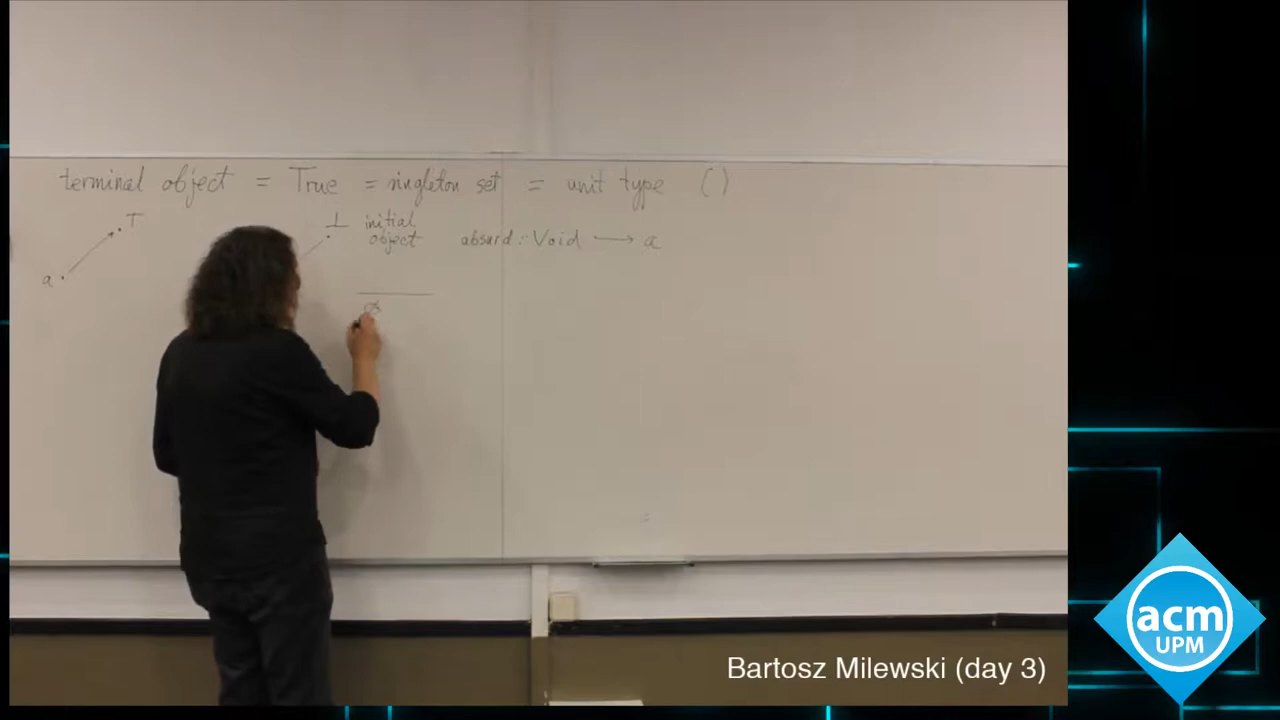 terminal object = True = singleton set = unit type ()
⊤
a
⊥ initial
object
absurd :: Void ⟶ a
Bartosz Milewski (day 3)
acm
UPM